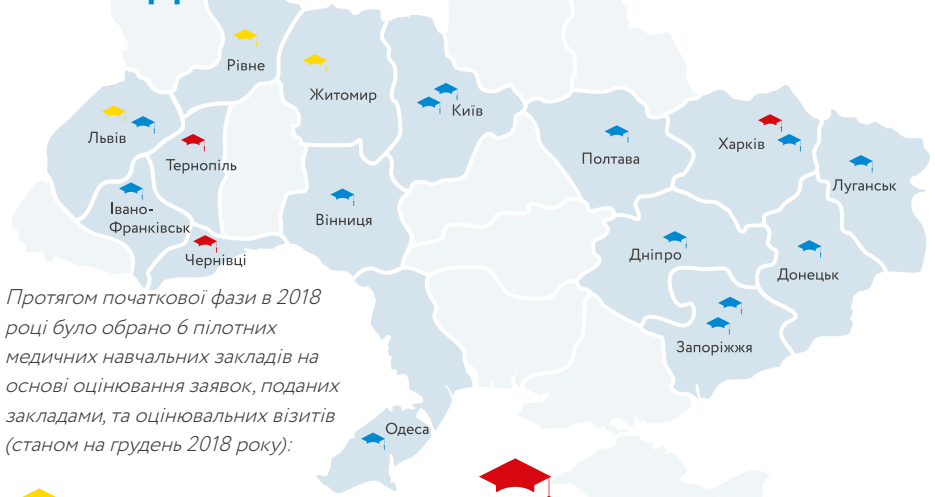 Рівне
Житомир
Київ
Львів
Тернопіль
Полтава
Харків
Луганськ
Івано-
Франківськ
Вінниця
Чернівці
Дніпро
Донецьк
Запоріжжя
Одеса
Протягом початкової фази в 2018
році було обрано 6 пілотних
медичних навчальних закладів на
основі оцінювання заявок, поданих
закладами, та оцінювальних візитів
(станом на грудень 2018 року):